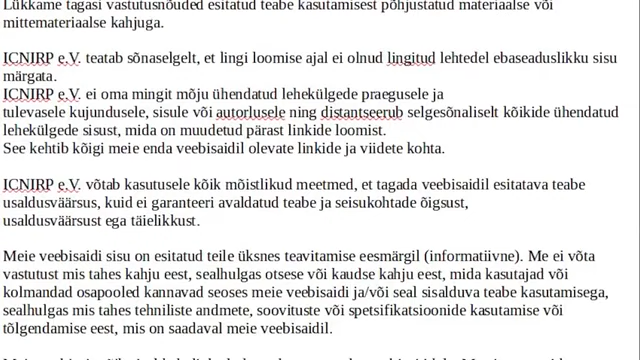 Lükkame tagasi vastutusnõuded esitatud teabe kasutamisest põhjustatud materiaalse või
mittemateriaalse kahjuga.
ICNIRP e.V. teatab sõnaselgelt, et lingi loomise ajal ei olnud lingitud lehtedel ebaseaduslikku sisu
märgata.
ICNIRP e.V. ei oma mingit mõju ühendatud lehekülgede praegusele ja
tulevasele kujundusele, sisule või autorlusele ning distantseerub selgesõnaliselt kõikide ühendatud
lehekülgede sisust, mida on muudetud pärast linkide loomist.
See kehtib kõigi meie enda veebisaidil olevate linkide ja viidete kohta.
ICNIRP e.V. võtab kasutusele kõik mõistlikud meetmed, et tagada veebisaidil esitatava teabe
usaldusväärsus, kuid ei garanteeri avaldatud teabe ja seisukohtade õigsust,
usaldusväärsust ega täielikkust.
Meie veebisaidi sisu on esitatud teile üksnes teavitamise eesmärgil (informatiivne). Me ei võta
vastutust mis tahes kahju eest, sealhulgas otsese või kaudse kahju eest, mida kasutajad või
kolmandad osapooled kannavad seoses meie veebisaidi ja/või seal sisalduva teabe kasutamisega,
sealhulgas mis tahes tehniliste andmete, soovituste või spetsifikatsioonide kasutamise või
tõlgendamise eest, mis on saadaval meie veebisaidil.